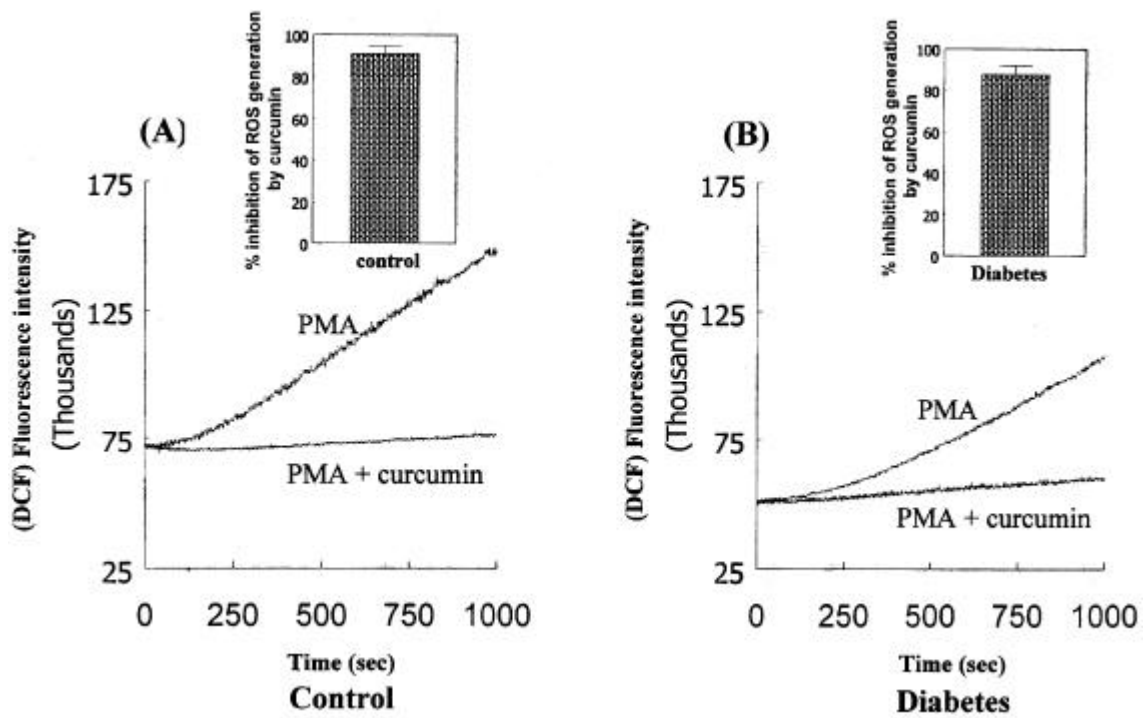 (A)
% inhibition of ROS generation
by curcumin
100
80
60
40
20
0
control
(DCF) Fluorescence intensity
(Thousands)
175
125
75
25
PMA
PMA + curcumin
0 250 500 750 1000
Time (sec)
Control
(B)
% inhibition of ROS generation
by curcumin
100
80
60
40
20
0
Diabetes
(DCF) Fluorescence intensity
(Thousands)
175
125
75
25
PMA
PMA + curcumin
0 250 500 750 1000
Time (sec)
Diabetes